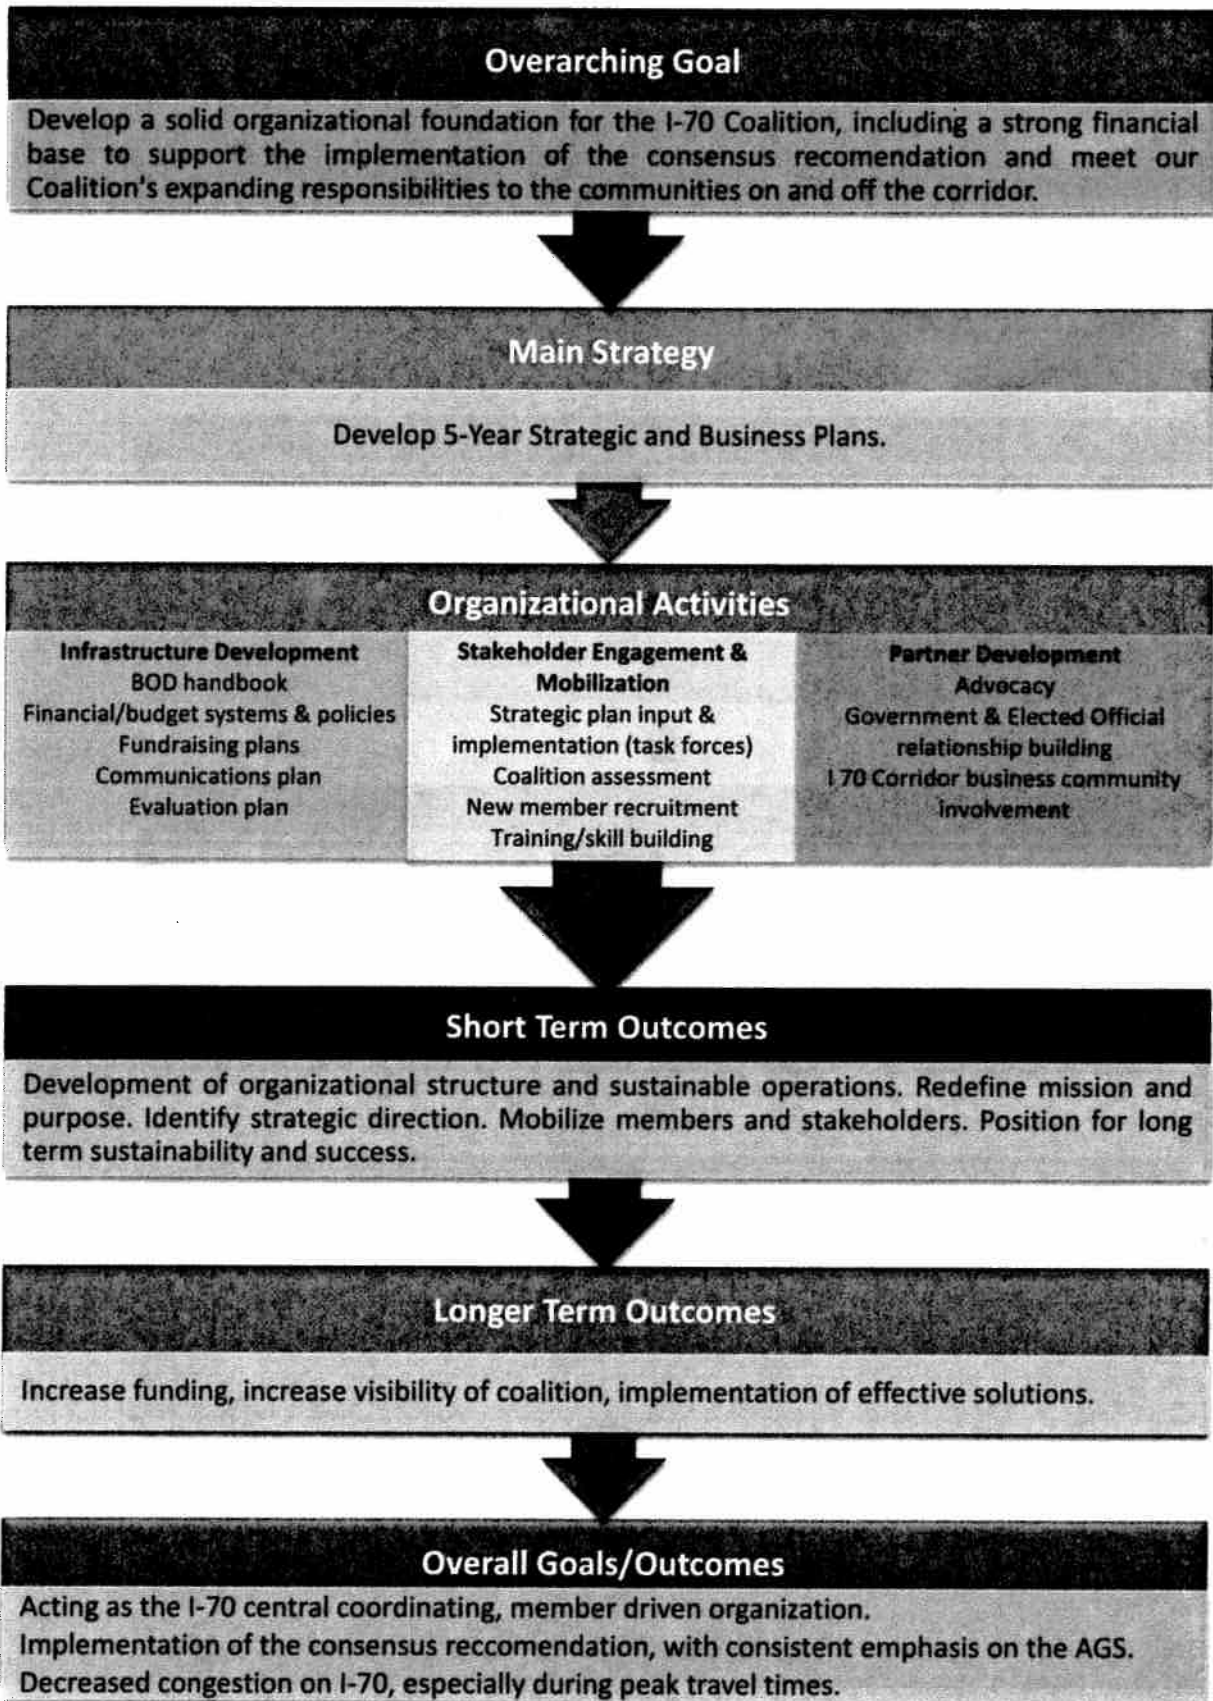 Overarching Goal
Develop a solid organizational foundation for the I-70 Coalition, including a strong financial
base to support the implementation of the consensus recomendation and meet our
Coalition's expanding responsibilities to the communities on and off the corridor.
Main Strategy
Develop 5-Year Strategic and Business Plans.
Organizational Activities
Infrastructure Development
BOD handbook
Financial/budget systems & policies
Fundraising plans
Communications plan
Evaluation plan
Stakeholder Engagement &
Mobilization
Strategic plan input &
implementation (task forces)
Coalition assessment
New member recruitment
Training/skill building
Partner Development
Advocacy
Government & Elected Official
relationship building
I 70 Corridor business community
involvement
Short Term Outcomes
Development of organizational structure and sustainable operations. Redefine mission and
purpose. Identify strategic direction. Mobilize members and stakeholders. Position for long
term sustainability and success.
Longer Term Outcomes
Increase funding, increase visibility of coalition, implementation of effective solutions.
Overall Goals/Outcomes
Acting as the I-70 central coordinating, member driven organization.
Implementation of the consensus reccomendation, with consistent emphasis on the AGS.
Decreased congestion on I-70, especially during peak travel times.